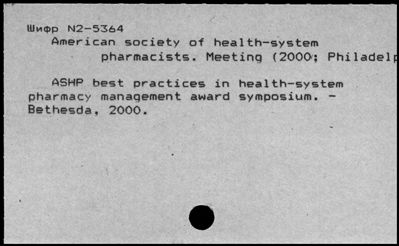 Шифр N2-5364
American society of health-system
pharmacists. Meeting (2000; Philadelp
ASHP best practices in health-system
pharmacy management award symposium. -
Bethesda, 2000.